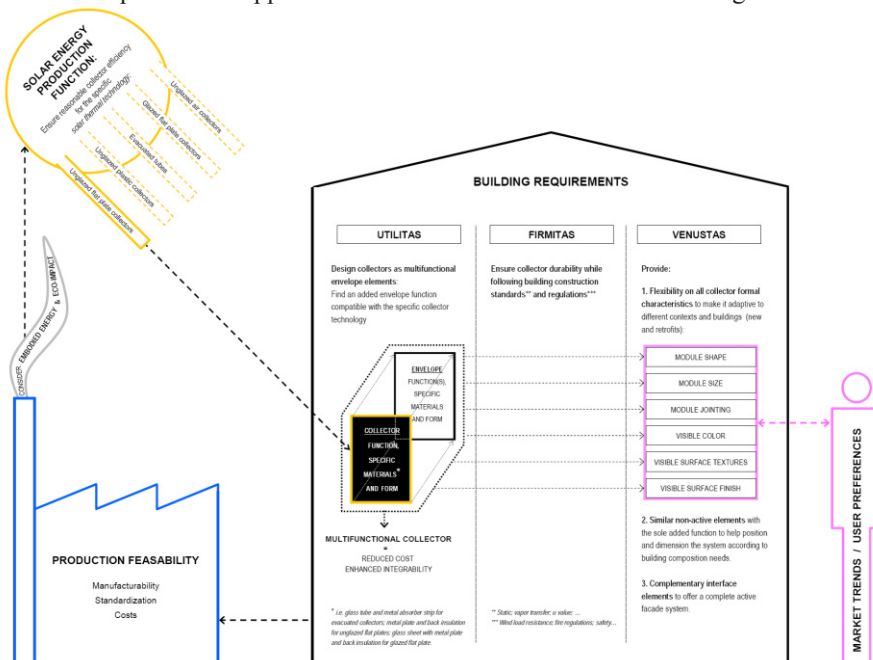 SOLAR ENERGY
PRODUCTION
FUNCTION:
Ensure reasonable collector efficiency
for the specific
solar thermal technology:
Unglazed air collectors
Glazed flat plate collectors
Evacuated tubes
Unglazed plastic collectors
Unglazed flat plate collectors
CONSIDER EMBODIED ENERGY & ECO-IMPACT
PRODUCTION FEASABILITY
Manufacturability
Standardization
Costs
BUILDING REQUIREMENTS
UTILITAS
Design collectors as multifunctional
envelope elements:
Find an added envelope function
compatible with the specific collector
technology
ENVELOPE
FUNCTION(S),
SPECIFIC
MATERIALS
AND FORM
COLLECTOR
FUNCTION,
SPECIFIC
MATERIALS*
AND FORM
MULTIFUNCTIONAL COLLECTOR
=
REDUCED COST
ENHANCED INTEGRABILITY
* i.e. glass tube and metal absorber strip for
evacuated collectors; metal plate and back insulation
for unglazed flat plates; glass sheet with metal plate
and back insulation for glazed flat plate.
FIRMITAS
Ensure collector durability while
following building construction
standards** and regulations***
** Static; vapor transfer; u value; ...
*** Wind load resistance; fire regulations; safety...
VENUSTAS
Provide:
1. Flexibility on all collector formal
characteristics to make it adaptive to
different contexts and buildings (new
and retrofits):
MODULE SHAPE
MODULE SIZE
MODULE JOINTING
VISIBLE COLOR
VISIBLE SURFACE TEXTURES
VISIBLE SURFACE FINISH
2. Similar non-active elements with
the sole added function to help position
and dimension the system according to
building composition needs.
3. Complementary interface
elements to offer a complete active
facade system.
MARKET TRENDS / USER PREFERENCES